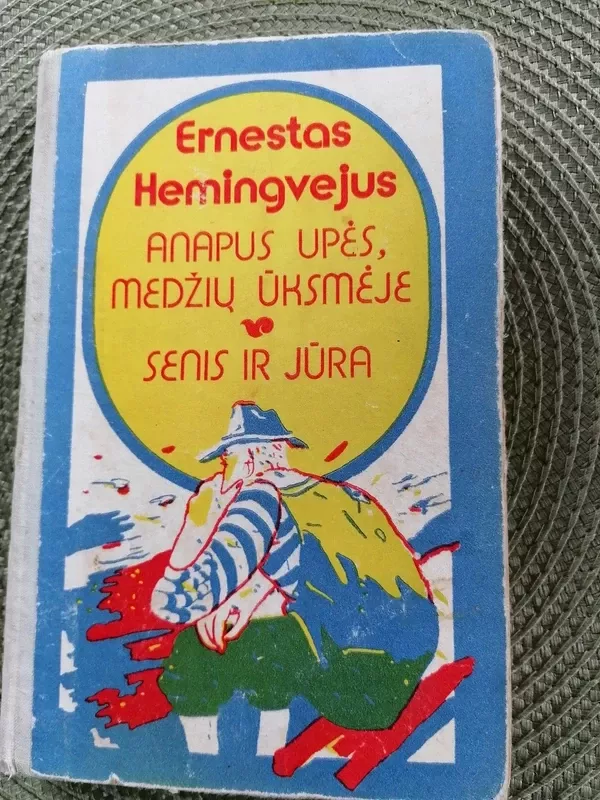 Ernestas
Hemingvejus
ANAPUS UPĖS,
MEDŽIŲ ŪKSMĖJE
SENIS IR JŪRA